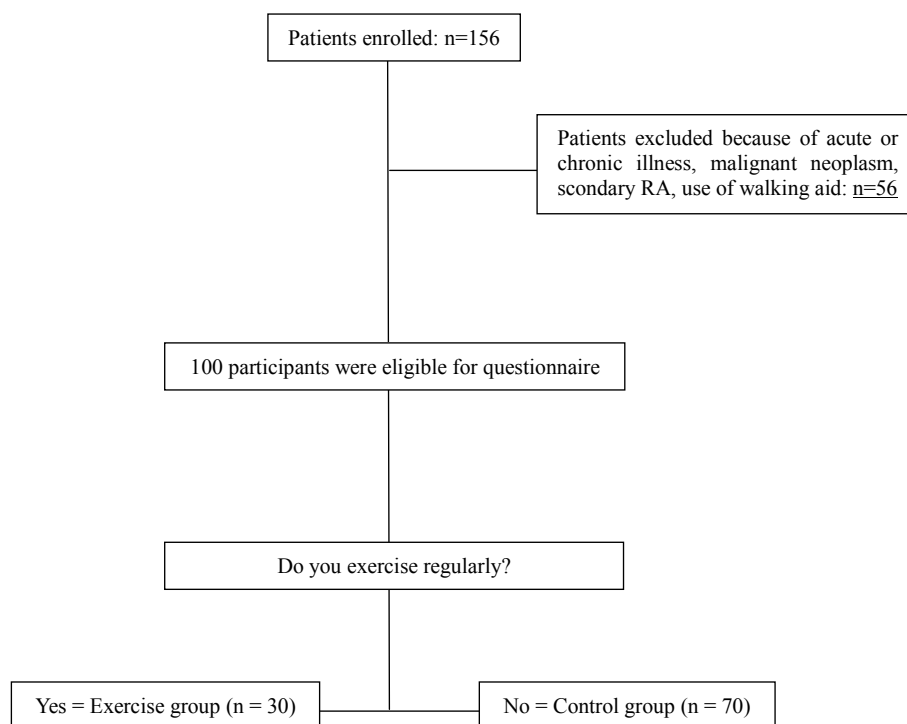 Patients enrolled: n=156
Patients excluded because of acute or
chronic illness, malignant neoplasm,
scondary RA, use of walking aid: n=56
100 participants were eligible for questionnaire
Do you exercise regularly?
Yes = Exercise group (n = 30)
No = Control group (n = 70)